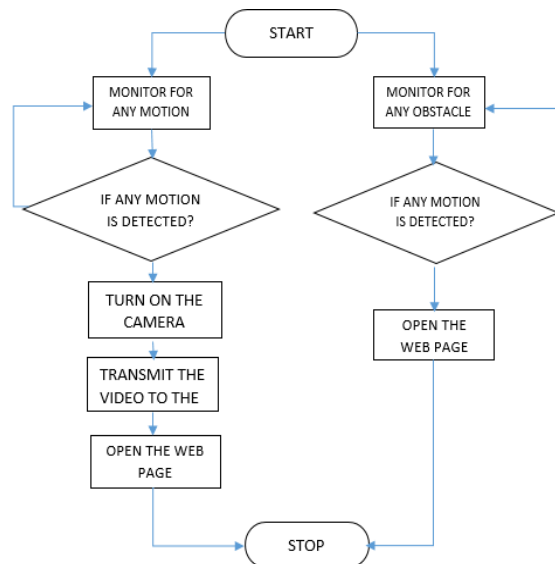 START
MONITOR FOR
ANY MOTION
MONITOR FOR
ANY OBSTACLE
IF ANY MOTION
IS DETECTED?
IF ANY MOTION
IS DETECTED?
TURN ON THE
CAMERA
OPEN THE
WEB PAGE
TRANSMIT THE
VIDEO TO THE
OPEN THE WEB
PAGE
STOP